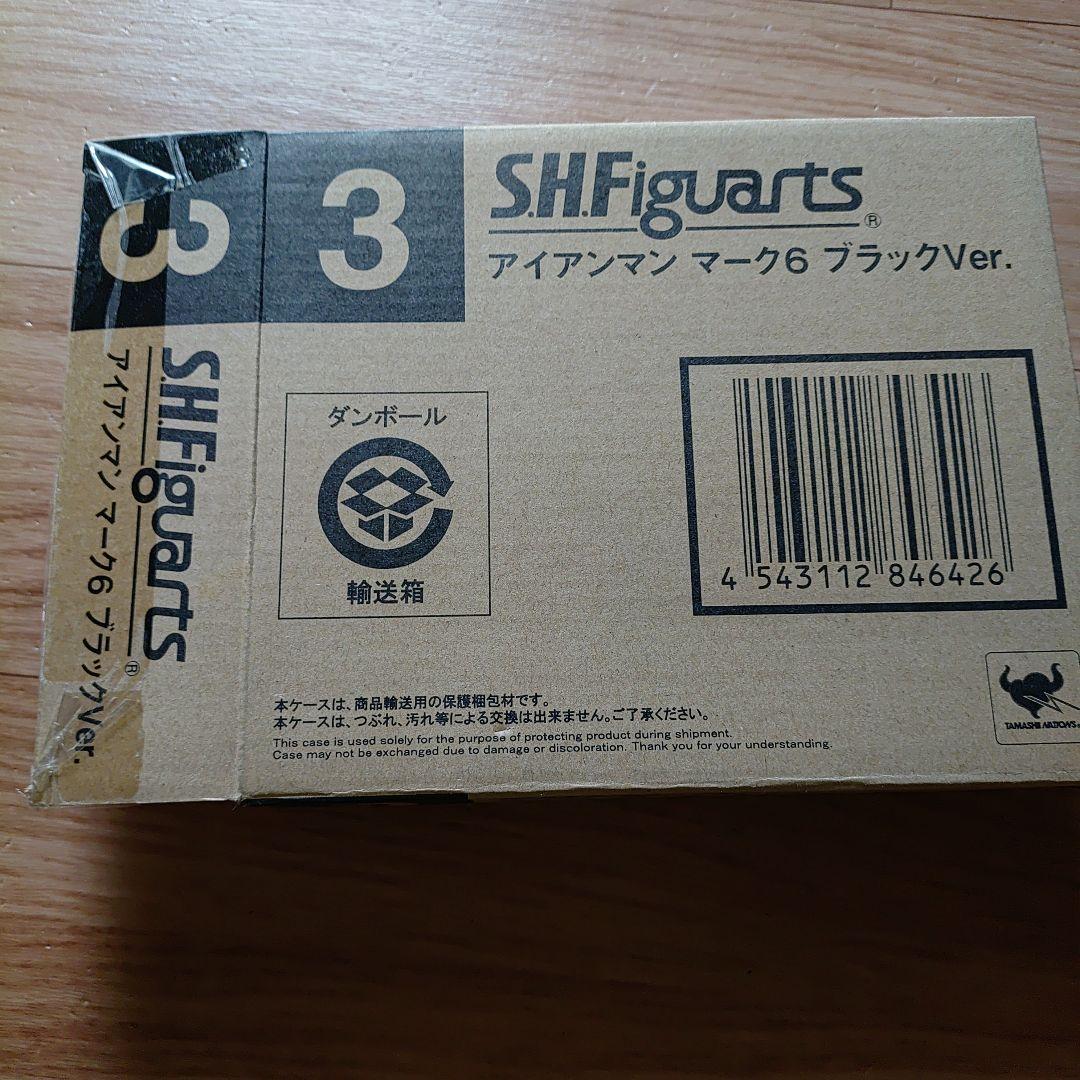 3
S.H.Figuarts®
アイアンマン マーク6 ブラックVer.
ダンボール
輸送箱
4 543112 846426
本ケースは、商品輸送用の保護梱包材です。
本ケースは、つぶれ、汚れ等による交換は出来ません。ご了承ください。
This case is used solely for the purpose of protecting product during shipment.
Case may not be exchanged due to damage or discoloration. Thank you for your understanding.
TAMASHII NATIONS
3
3
S.H.Figuarts®
アイアンマン マーク6 ブラックVer.